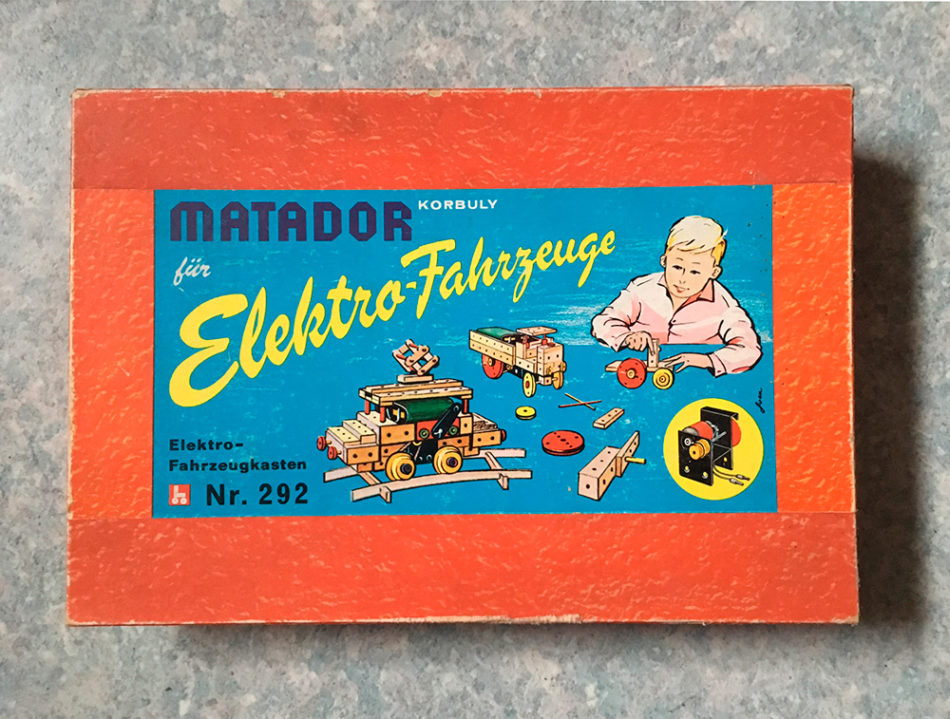 MATADOR KORBULY
für
Elektro-Fahrzeuge
Elektro-
Fahrzeugkasten
Nr. 292